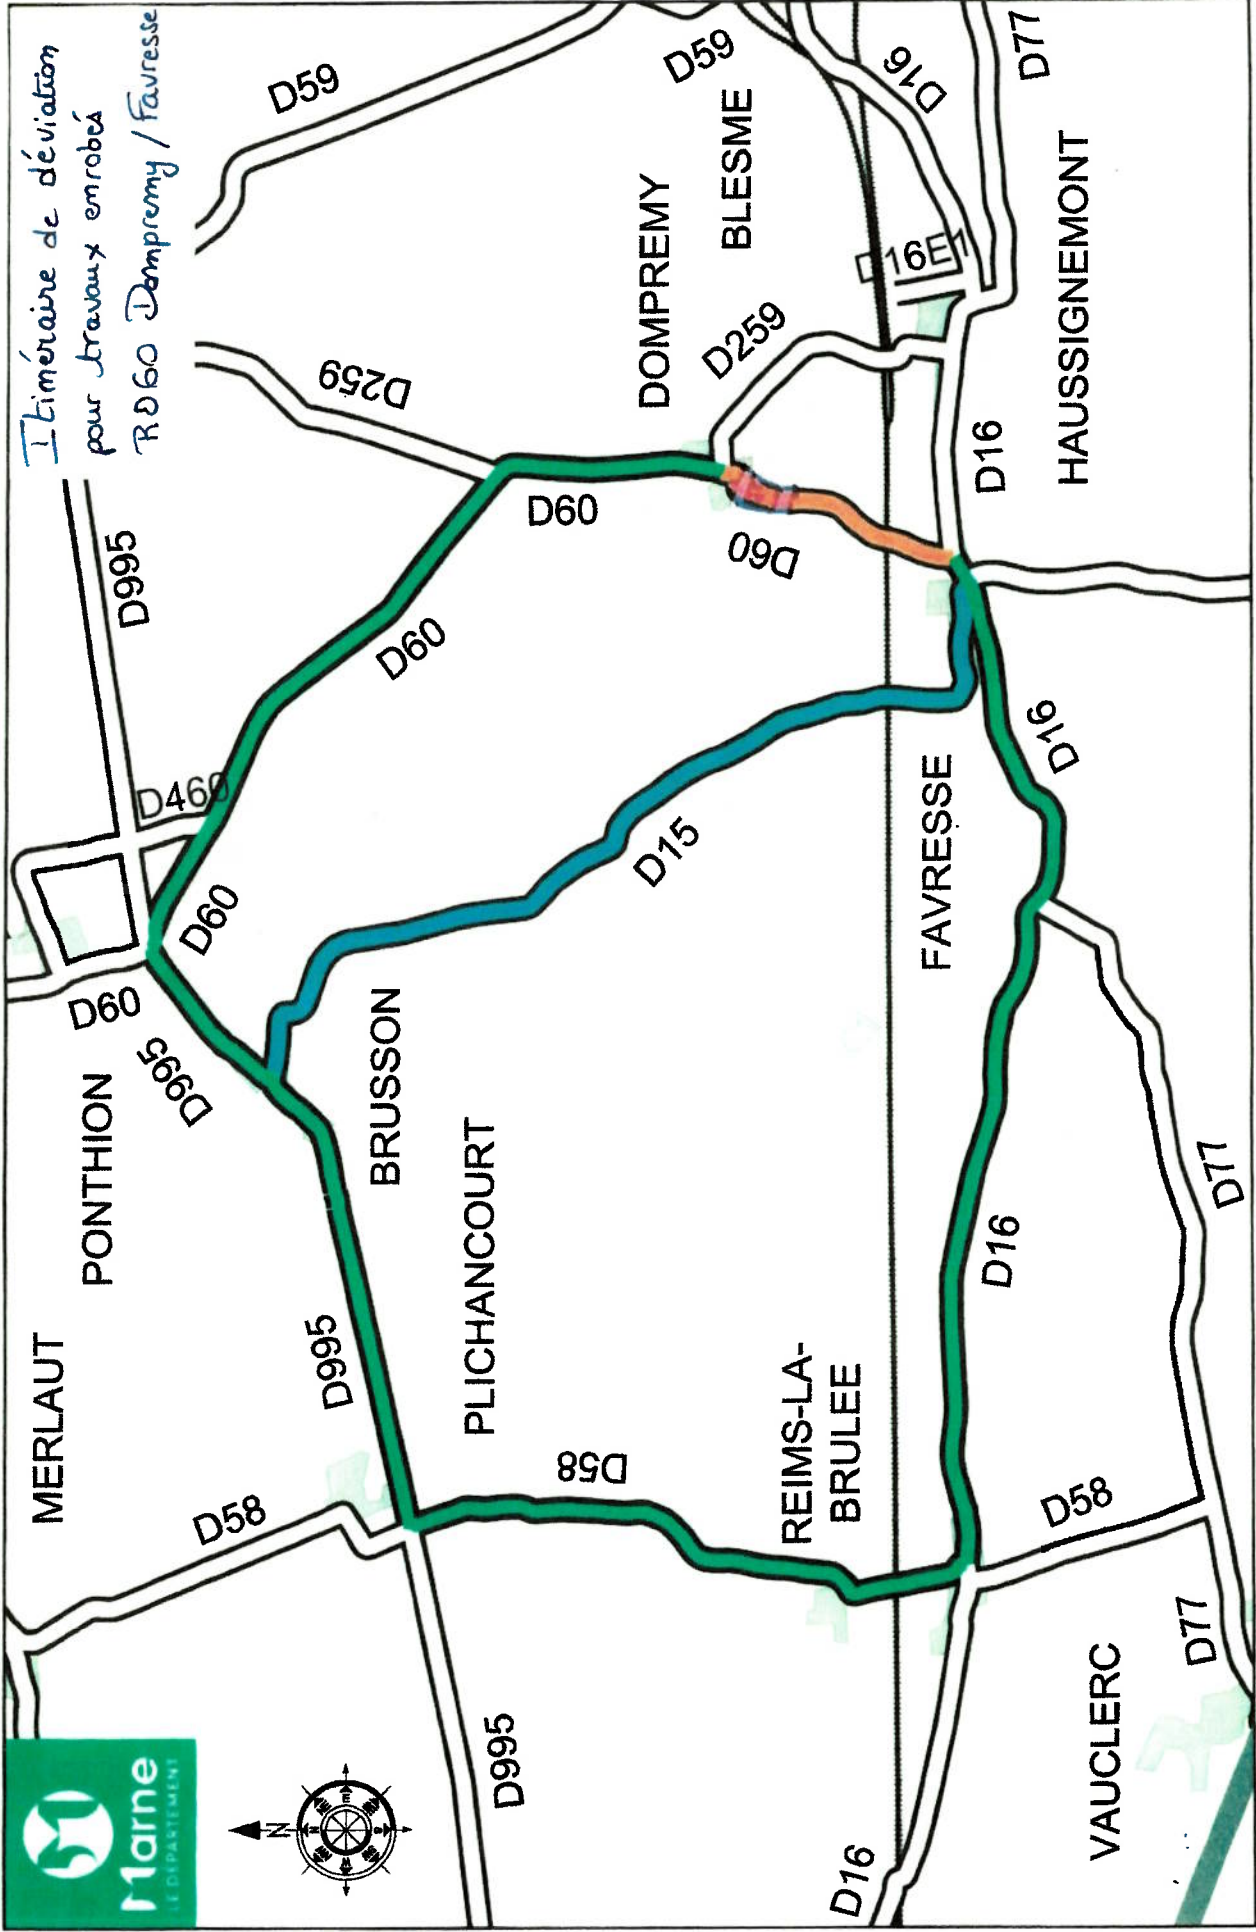 Marne
LE DÉPARTEMENT
Itinéraire de déviation
pour travaux enrobés
RD60 Dompremy / Favresse
MERLAUT
PONTHION
D60
D995
D460
D995
D58
D995
D60
N
D60
D259
D59
BRUSSON
PLICHANCOURT
D995
D58
D60
D15
DOMPREMY
D60
D259
BLESME
D59
REIMS-LA-
BRULEE
D16
FAVRESSE
D16E1
D16
D16
D16
D16
D77
HAUSSIGNEMONT
D58
VAUCLERC
D77
D77